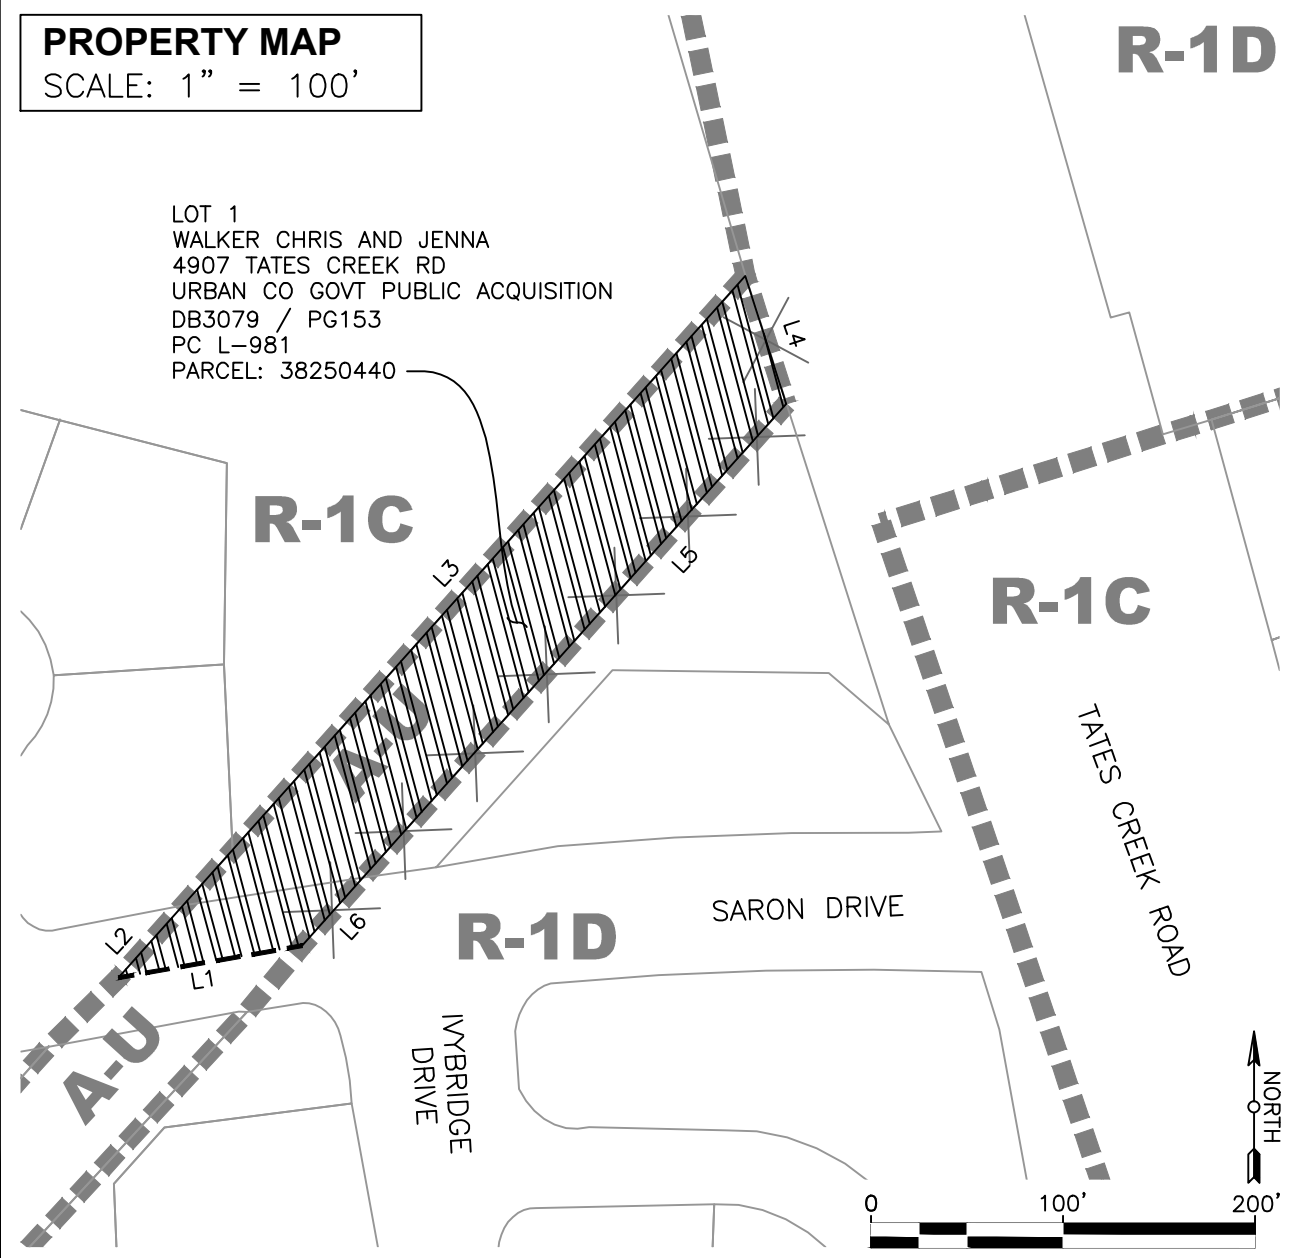 PROPERTY MAP
SCALE: 1" = 100'
R-1D
LOT 1
WALKER CHRIS AND JENNA
4907 TATES CREEK RD
URBAN CO GOVT PUBLIC ACQUISITION
DB3079 / PG153
PC L-981
PARCEL: 38250440
L4
R-1C
L3
L5
R-1C
A-U
TATES CREEK ROAD
L2
L1
L6
R-1D
SARON DRIVE
A-U
IVYBRIDGE
DRIVE
NORTH
0 100' 200'